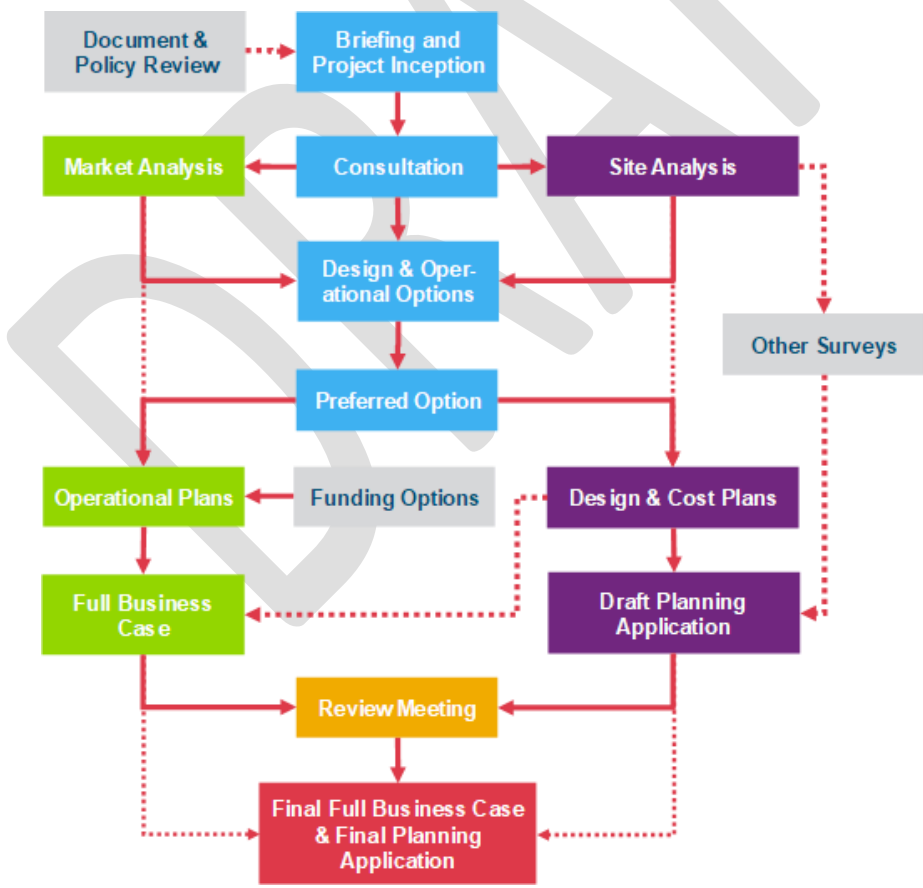 Document &
Policy Review
Briefing and
Project Inception
Market Analysis
Consultation
Site Analysis
Design & Oper-
ational Options
Other Surveys
Preferred Option
Operational Plans
Funding Options
Design & Cost Plans
Full Business
Case
Draft Planning
Application
Review Meeting
Final Full Business Case
& Final Planning
Application
DRA